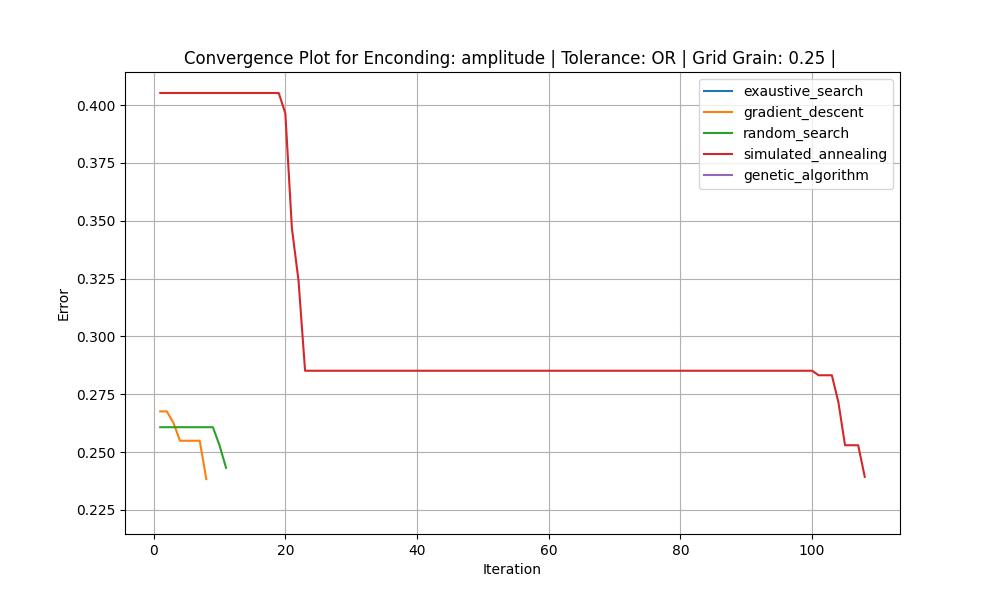 Convergence Plot for Enconding: amplitude | Tolerance: OR | Grid Grain: 0.25 |
exaustive_search
gradient_descent
random_search
simulated_annealing
genetic_algorithm
0.400
0.375
0.350
0.325
0.300
0.275
0.250
0.225
Error
0 20 40 60 80 100
Iteration